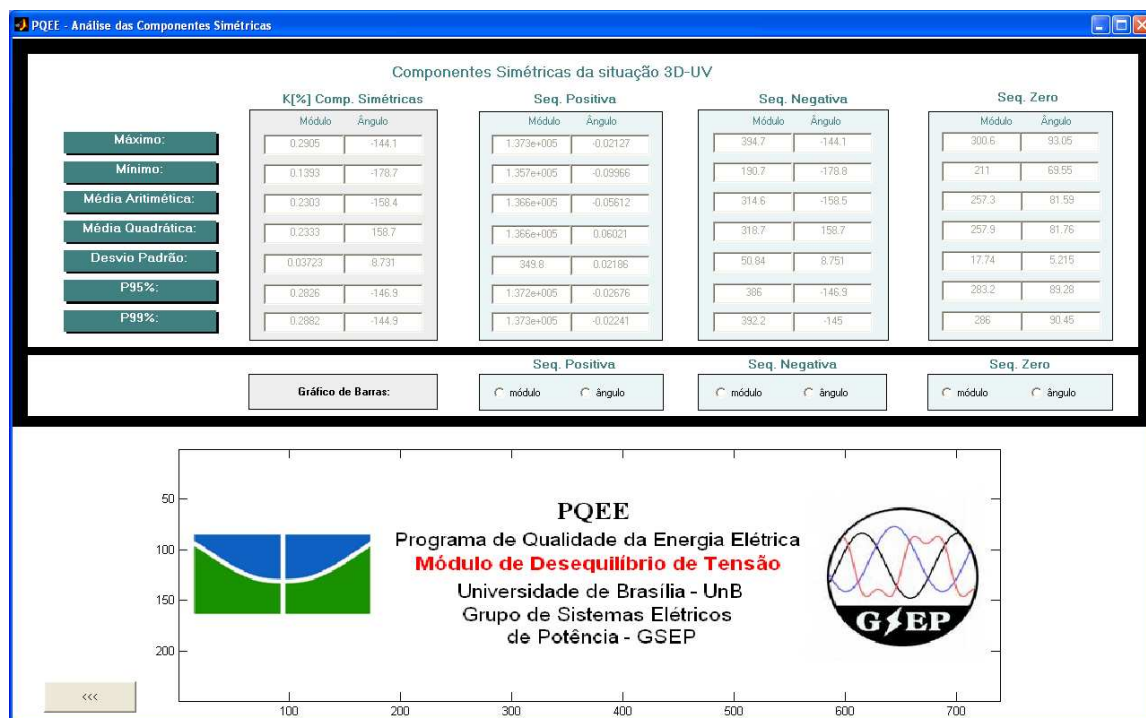 PQEE - Análise das Componentes Simétricas
Componentes Simétricas da situação 3D-UV
K[%] Comp. Simétricas Seq. Positiva Seq. Negativa Seq. Zero
Módulo Ângulo Módulo Ângulo Módulo Ângulo Módulo Ângulo
Máximo: 0.2905 -144.1 1.373e+005 -0.02127 394.7 -144.1 300.6 93.05
Mínimo: 0.1393 -178.7 1.357e+005 -0.09966 190.7 -178.8 211 69.55
Média Aritimética: 0.2303 -158.4 1.366e+005 -0.05612 314.6 -158.5 257.3 81.59
Média Quadrática: 0.2333 158.7 1.366e+005 0.06021 318.7 158.7 257.9 81.76
Desvio Padrão: 0.03723 8.731 349.8 0.02186 50.84 8.751 17.74 5.215
P95%: 0.2826 -146.9 1.372e+005 -0.02676 386 -146.9 283.2 89.28
P99%: 0.2882 -144.9 1.373e+005 -0.02241 392.2 -145 286 90.45
Seq. Positiva Seq. Negativa Seq. Zero
Gráfico de Barras: módulo ângulo módulo ângulo módulo ângulo
50
100
150
200
PQEE
Programa de Qualidade da Energia Elétrica
Módulo de Desequilíbrio de Tensão
Universidade de Brasília - UnB
Grupo de Sistemas Elétricos
de Potência - GSEP
GSEP
<<<
100 200 300 400 500 600 700